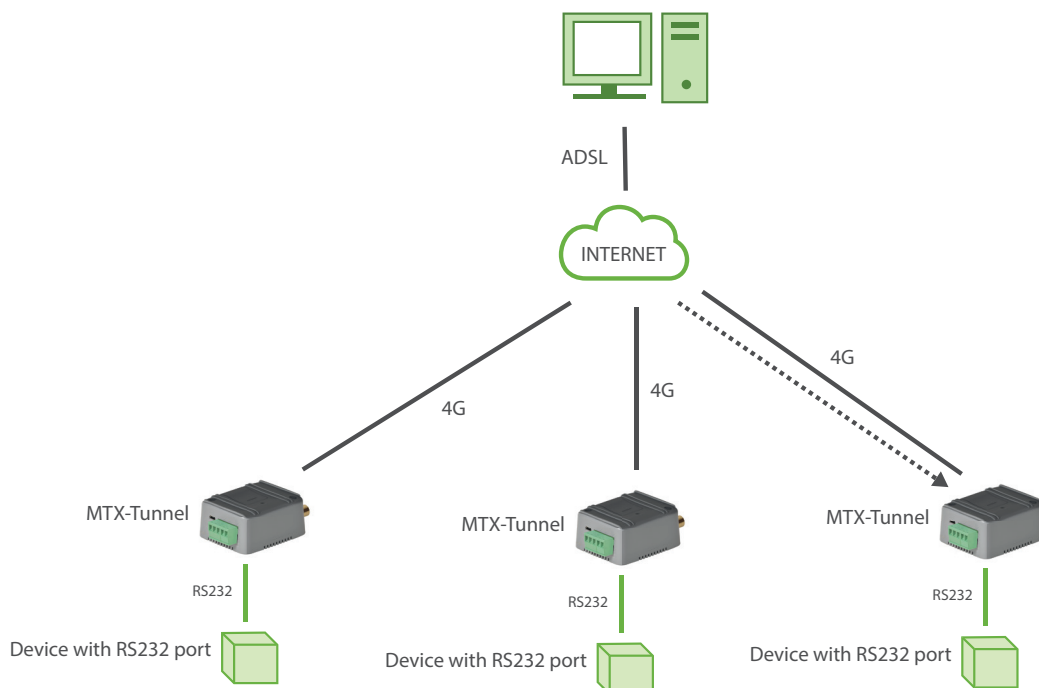 ADSL
INTERNET
4G
4G
4G
MTX-Tunnel
MTX-Tunnel
MTX-Tunnel
RS232
RS232
RS232
Device with RS232 port
Device with RS232 port
Device with RS232 port